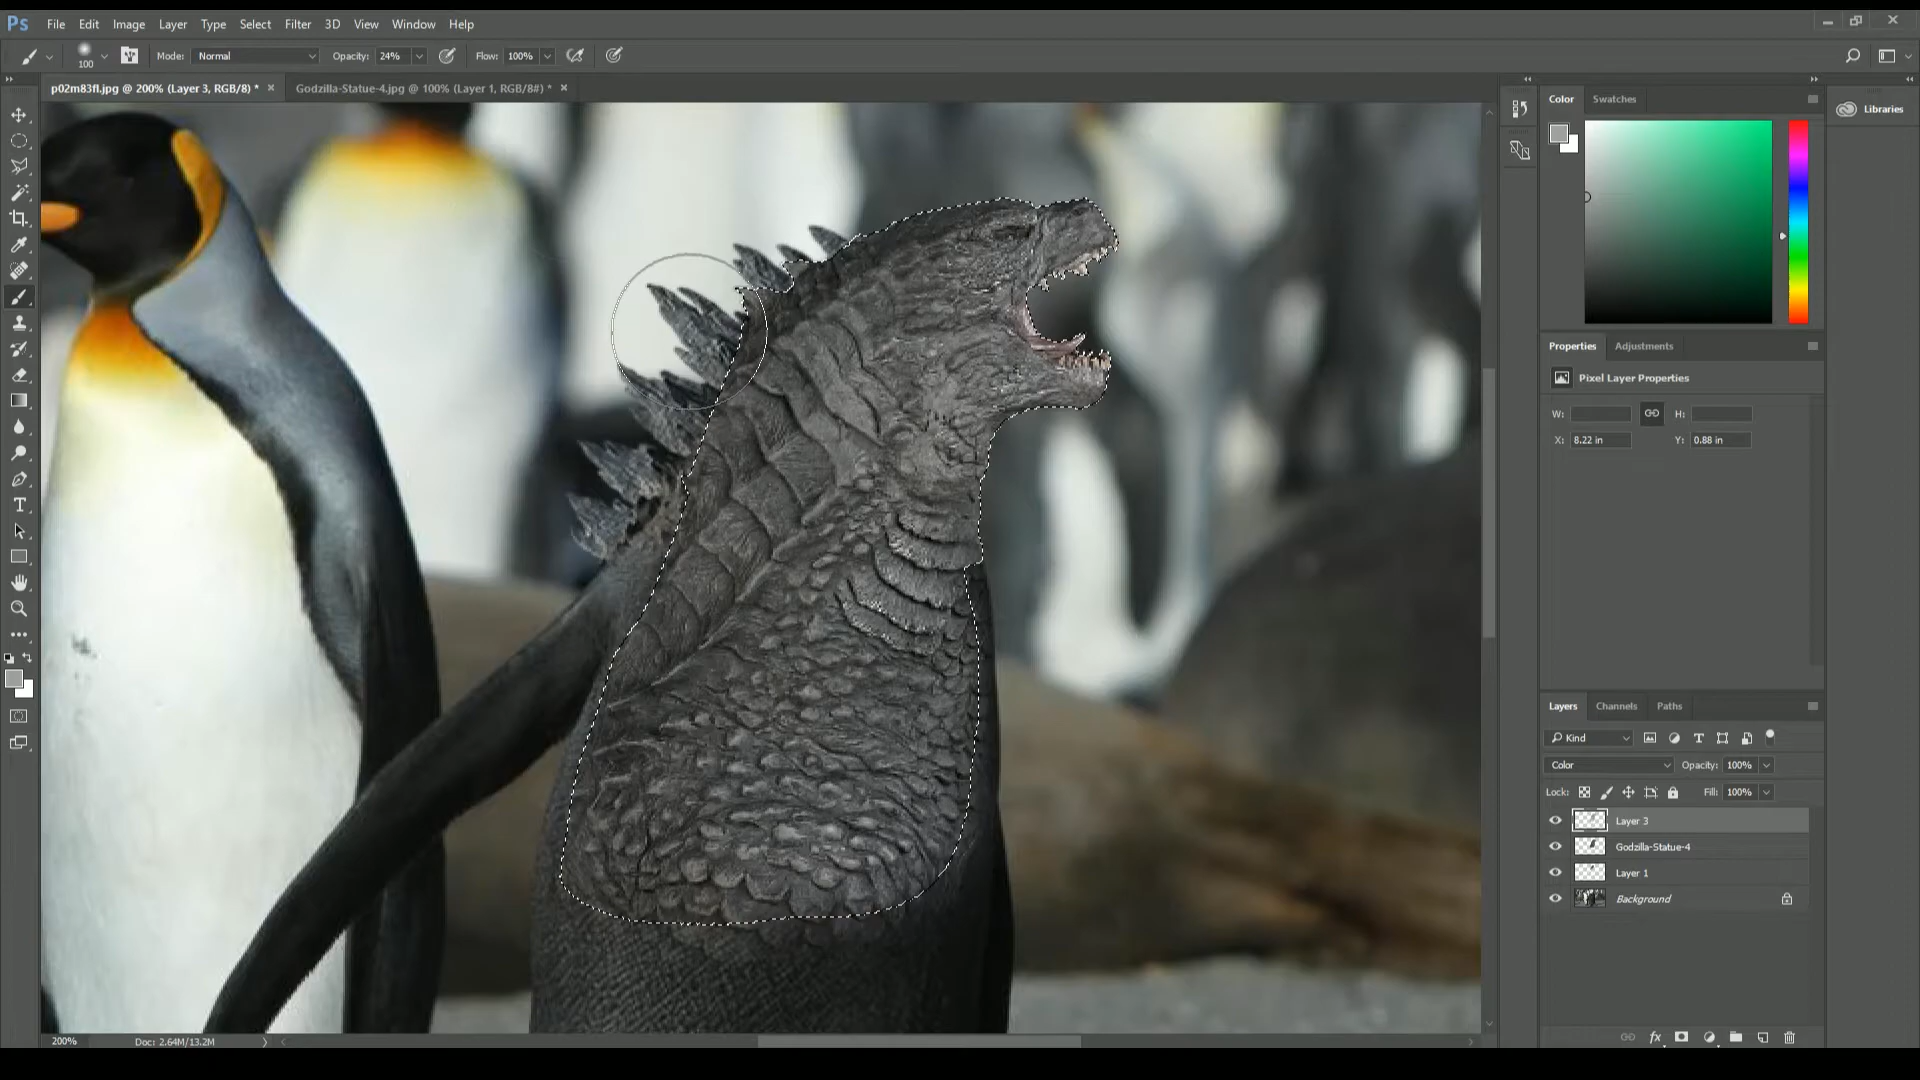 Ps File Edit Image Layer Type Select Filter 3D View Window Help
100 Mode: Normal Opacity: 24% Flow: 100%
p02m83fl.jpg @ 200% (Layer 3, RGB/8) * Godzilla-Statue-4.jpg @ 100% (Layer 1, RGB/8#) *
Color Swatches
Libraries
Properties Adjustments
Pixel Layer Properties
W: H:
X: 8.22 in Y: 0.88 in
Layers Channels Paths
Kind
Color Opacity: 100%
Lock: Fill: 100%
Layer 3
Godzilla-Statue-4
Layer 1
Background
200% Doc: 2.64M/13.2M